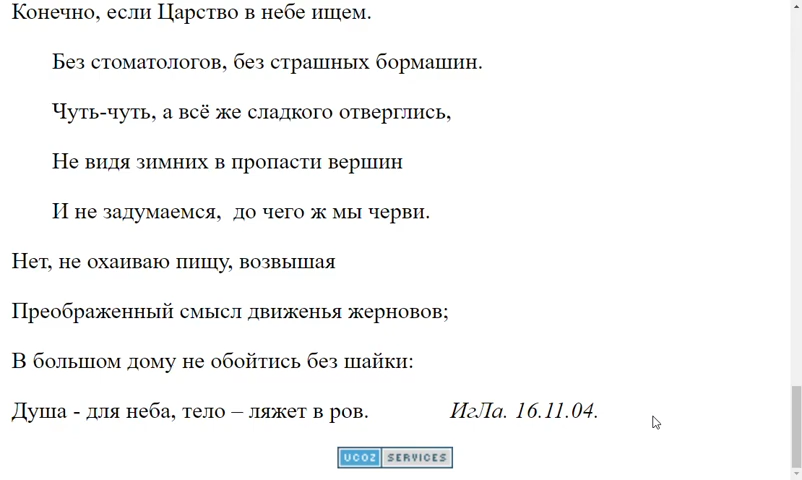 Конечно, если Царство в небе ищем.
Без стоматологов, без страшных бормашин.
Чуть-чуть, а всё же сладкого отверглись,
Не видя зимних в пропасти вершин
И не задумаемся,  до чего ж мы черви.
Нет, не охаиваю пищу, возвышая
Преображенный смысл движенья жерновов;
В большом дому не обойтись без шайки:
Душа - для неба, тело – ляжет в ров. ИгЛа. 16.11.04.
UCOZ SERVICES